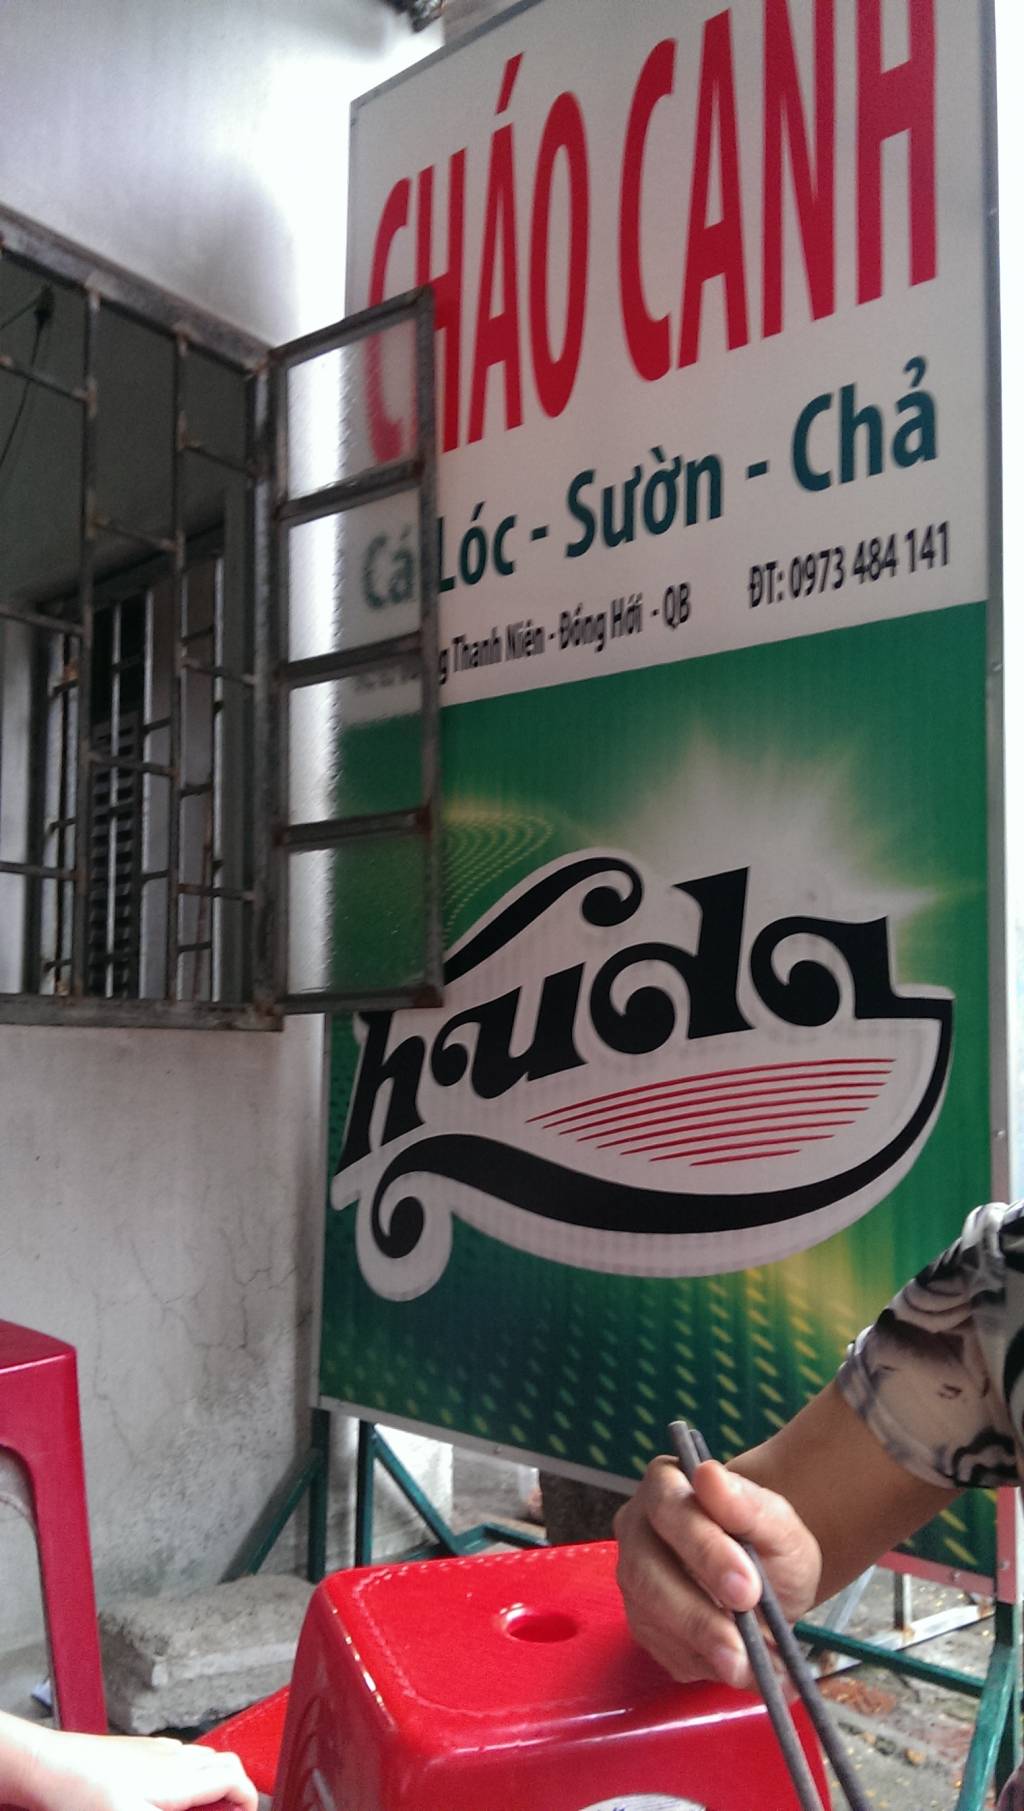 CHÁO CANH
Cá Lóc - Sườn - Chả
Thanh Niên - Đồng Hới - QB ĐT: 0973 484 141
huda